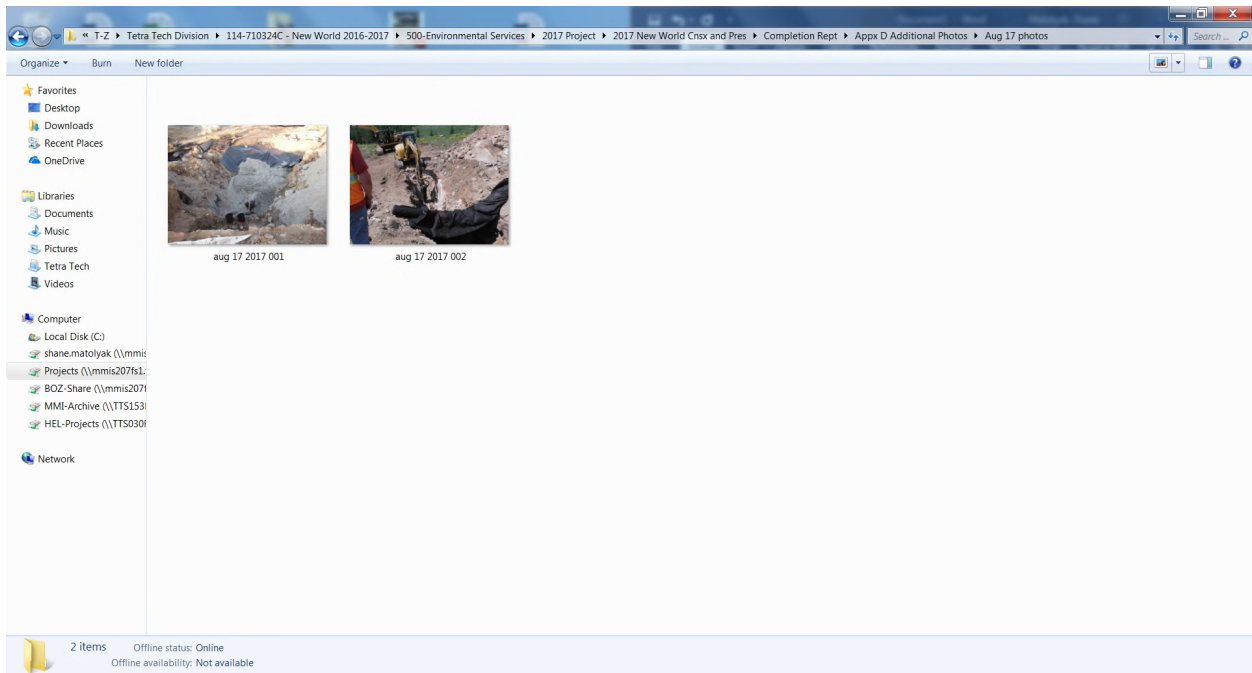 « T-Z ▸ Tetra Tech Division ▸ 114-710324C - New World 2016-2017 ▸ 500-Environmental Services ▸ 2017 Project ▸ 2017 New World Cnsx and Pres ▸ Completion Rept ▸ Appx D Additional Photos ▸ Aug 17 photos
Search ...
Organize Burn New folder
Favorites
Desktop
Downloads
Recent Places
OneDrive
Libraries
Documents
Music
Pictures
Tetra Tech
Videos
Computer
Local Disk (C:)
shane.matolyak (\\mmis
Projects (\\mmis207fs1.
BOZ-Share (\\mmis207f
MMI-Archive (\\TTS153
HEL-Projects (\\TTS030
Network
aug 17 2017 001 aug 17 2017 002
2 items Offline status: Online
Offline availability: Not available